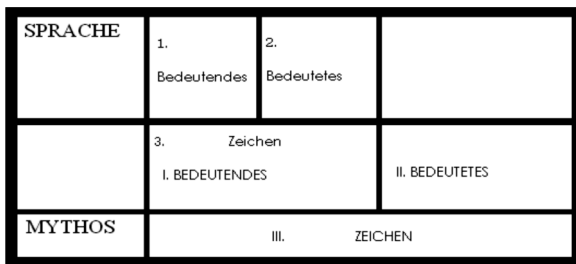 SPRACHE
1.
Bedeutendes
2.
Bedeutetes
3. Zeichen
I. BEDEUTENDES
II. BEDEUTETES
MYTHOS
III. ZEICHEN